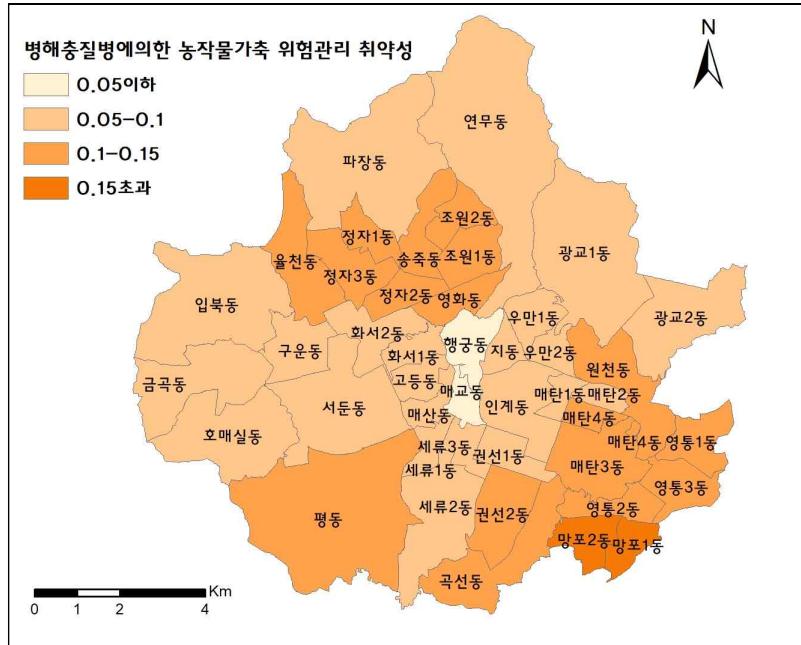 병해충질병에의한 농작물가축 위험관리 취약성
0.05이하
0.05-0.1
0.1-0.15
0.15초과
N
연무동
파장동
조원2동
정자1동
광교1동
율천동
송죽동
조원1동
정자3동
정자2동
영화동
입북동
우만1동
광교2동
화서2동
행궁동
지동
우만2동
구운동
화서1동
원천동
금곡동
고등동
매교동
매탄1동
매탄2동
서둔동
인계동
매산동
매탄4동
호매실동
세류3동
권선1동
매탄4동
영통1동
세류1동
매탄3동
영통3동
세류2동
권선2동
영통2동
평동
망포2동
망포1동
곡선동
Km
0 1 2 4